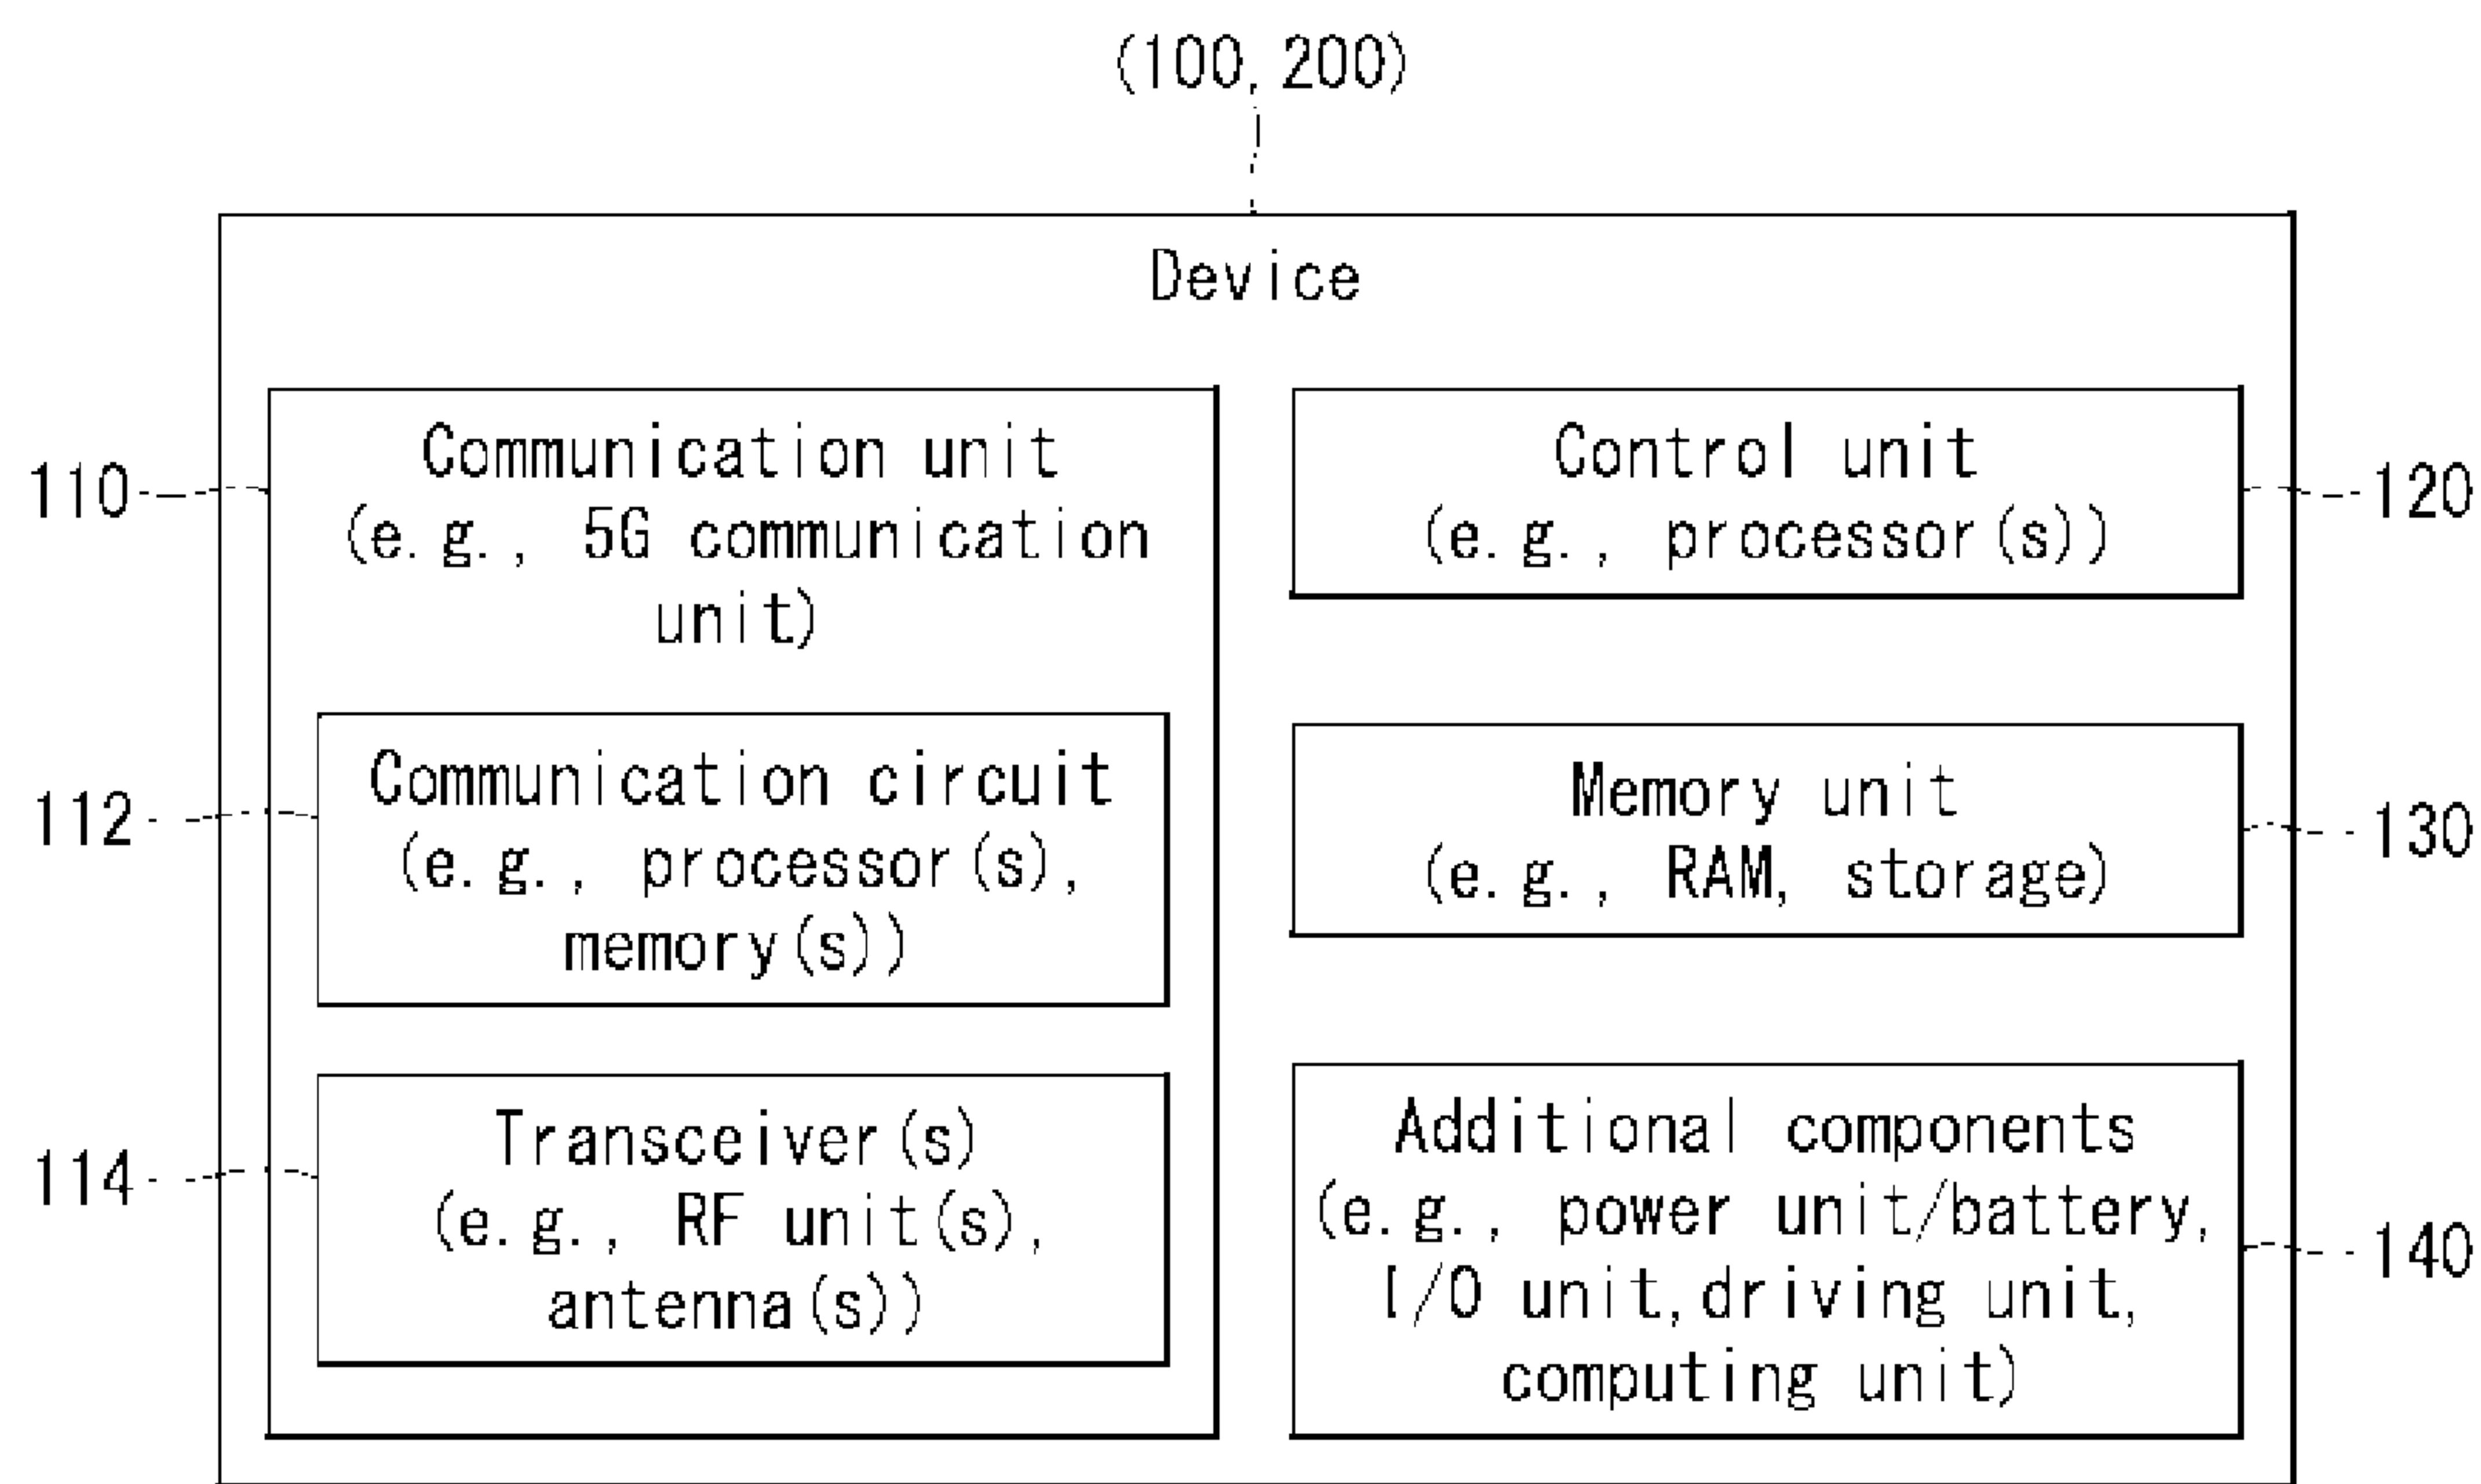 (100, 200)
Device
110
Communication unit
(e.g., 5G communication
unit)
112
Communication circuit
(e.g., processor(s),
memory(s))
114
Transceiver(s)
(e.g., RF unit(s),
antenna(s))
Control unit
(e.g., processor(s))
120
Memory unit
(e.g., RAM, storage)
130
Additional components
(e.g., power unit/battery,
I/O unit,driving unit,
computing unit)
140